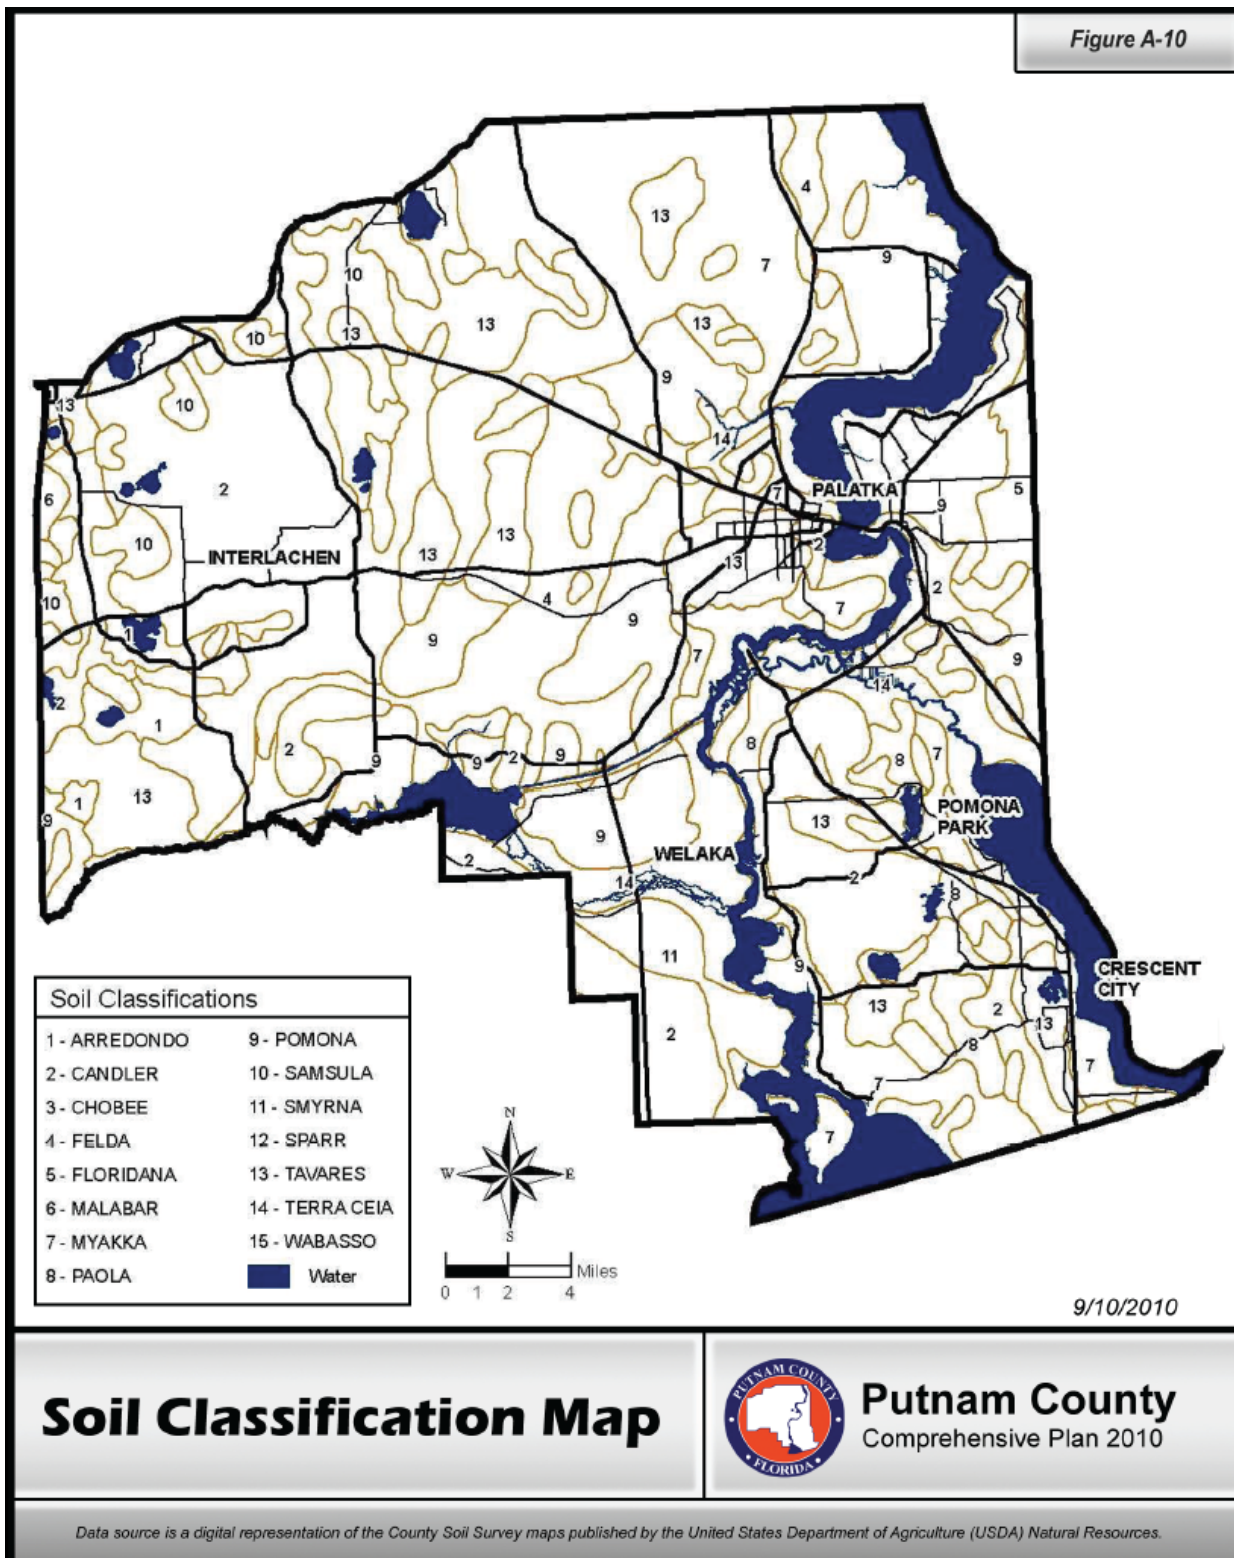 Figure A-10
4
13
7
9
10
13
13
10
13
9
13
10
14
6
2
PALATKA
7
5
9
10
INTERLACHEN
13
13
13
2
4
2
10
9
9
7
1
7
9
14
2
1
8
8
7
2
9
9
2
9
POMONA
PARK
1
13
13
9
9
WELAKA
2
14
2
8
11
9
CRESCENT
CITY
13
2
13
2
8
7
7
7
Soil Classifications
1 - ARREDONDO
2 - CANDLER
3 - CHOBEE
4 - FELDA
5 - FLORIDANA
6 - MALABAR
7 - MYAKKA
8 - PAOLA
9 - POMONA
10 - SAMSULA
11 - SMYRNA
12 - SPARR
13 - TAVARES
14 - TERRA CEIA
15 - WABASSO
Water
N
W E
S
Miles
0 1 2 4
9/10/2010
Soil Classification Map
PUTNAM COUNTY
FLORIDA
Putnam County
Comprehensive Plan 2010
Data source is a digital representation of the County Soil Survey maps published by the United States Department of Agriculture (USDA) Natural Resources.